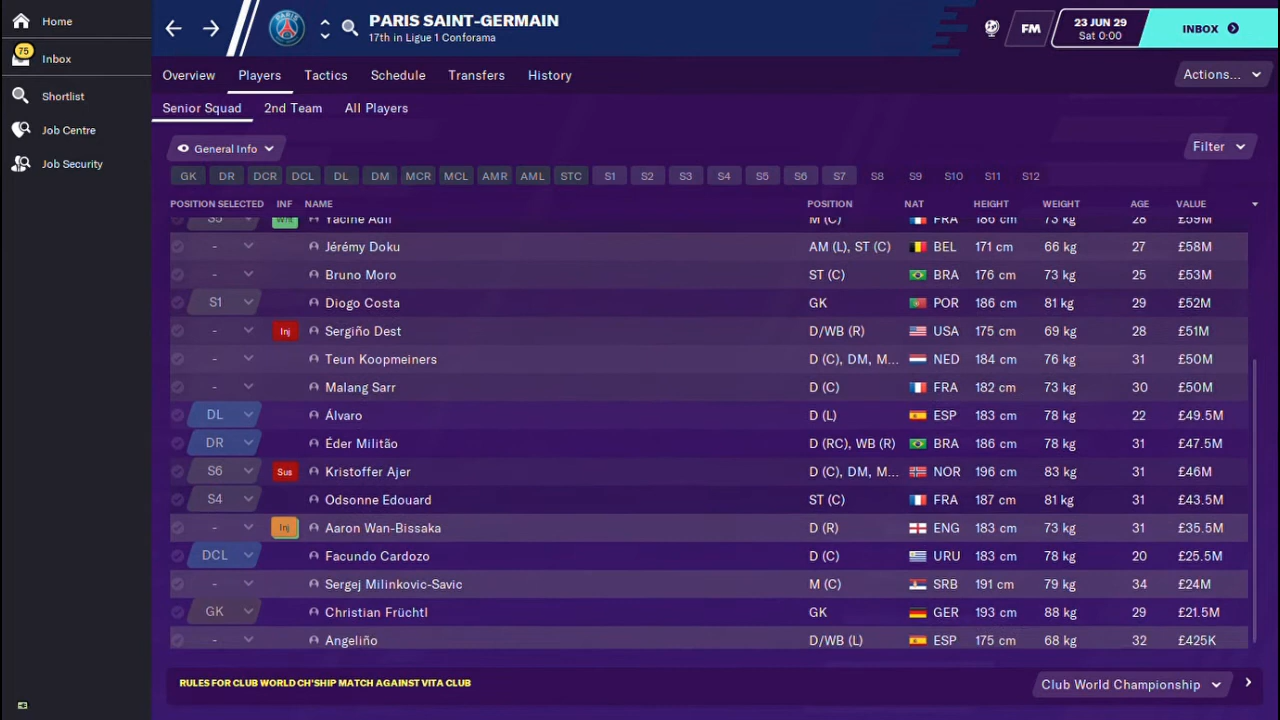 Home
75
Inbox
Shortlist
Job Centre
Job Security
PARIS SAINT-GERMAIN
17th in Ligue 1 Conforama
FM
23 JUN 29
Sat 0:00
INBOX
Overview Players Tactics Schedule Transfers History
Actions...
Senior Squad 2nd Team All Players
General Info
Filter
GK DR DCR DCL DL DM MCR MCL AMR AML STC S1 S2 S3 S4 S5 S6 S7 S8 S9 S10 S11 S12
POSITION SELECTED INF NAME POSITION NAT HEIGHT WEIGHT AGE VALUE
S5 Wnt Yacine Adli M (C) FRA 186 cm 73 kg 28 £59M
- Jérémy Doku AM (L), ST (C) BEL 171 cm 66 kg 27 £58M
- Bruno Moro ST (C) BRA 176 cm 73 kg 25 £53M
S1 Diogo Costa GK POR 186 cm 81 kg 29 £52M
- Inj Sergiño Dest D/WB (R) USA 175 cm 69 kg 28 £51M
- Teun Koopmeiners D (C), DM, M... NED 184 cm 76 kg 31 £50M
- Malang Sarr D (C) FRA 182 cm 73 kg 30 £50M
DL Álvaro D (L) ESP 183 cm 78 kg 22 £49.5M
DR Éder Militão D (RC), WB (R) BRA 186 cm 78 kg 31 £47.5M
S6 Sus Kristoffer Ajer D (C), DM, M... NOR 196 cm 83 kg 31 £46M
S4 Odsonne Edouard ST (C) FRA 187 cm 81 kg 31 £43.5M
- Inj Aaron Wan-Bissaka D (R) ENG 183 cm 73 kg 31 £35.5M
DCL Facundo Cardozo D (C) URU 183 cm 78 kg 20 £25.5M
- Sergej Milinkovic-Savic M (C) SRB 191 cm 79 kg 34 £24M
GK Christian Früchtl GK GER 193 cm 88 kg 29 £21.5M
- Angeliño D/WB (L) ESP 175 cm 68 kg 32 £425K
RULES FOR CLUB WORLD CH'SHIP MATCH AGAINST VITA CLUB
Club World Championship